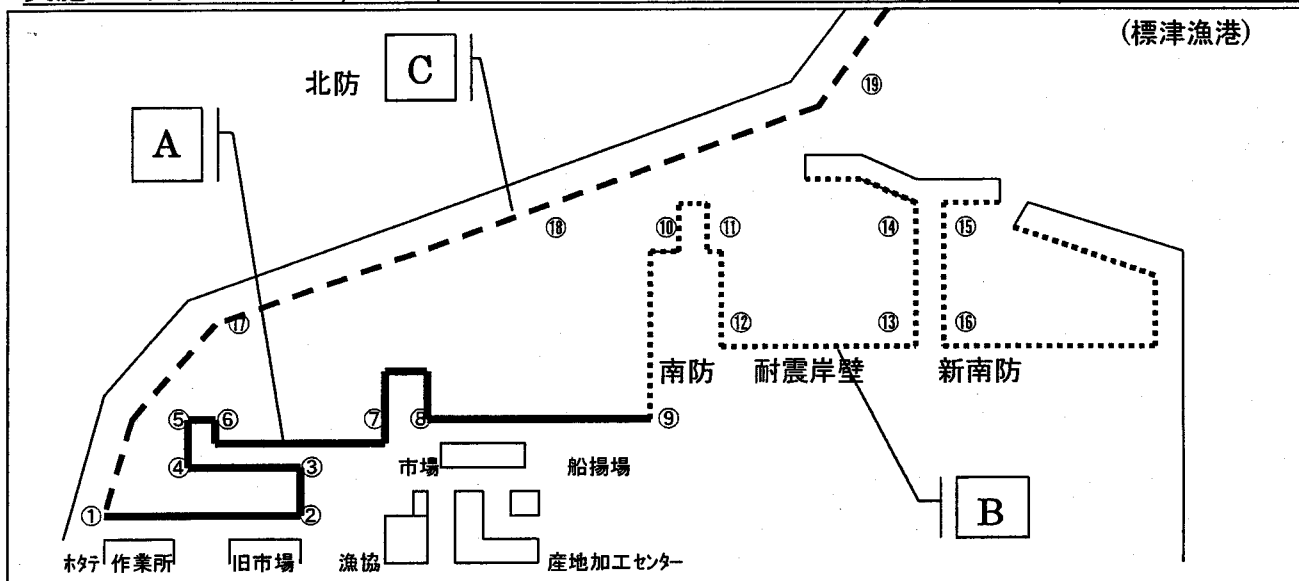 (標津漁港)
⑲
北防
C
A
⑱
⑩
⑪
⑭
⑮
⑰
⑫
⑬
⑯
南防
耐震岸壁
新南防
⑤
⑥
⑦
⑧
⑨
④
③
市場
船揚場
①
②
B
ホタテ 作業所
旧市場
漁協
産地加工センター